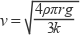 ν = √(4ρπrg / 3k)